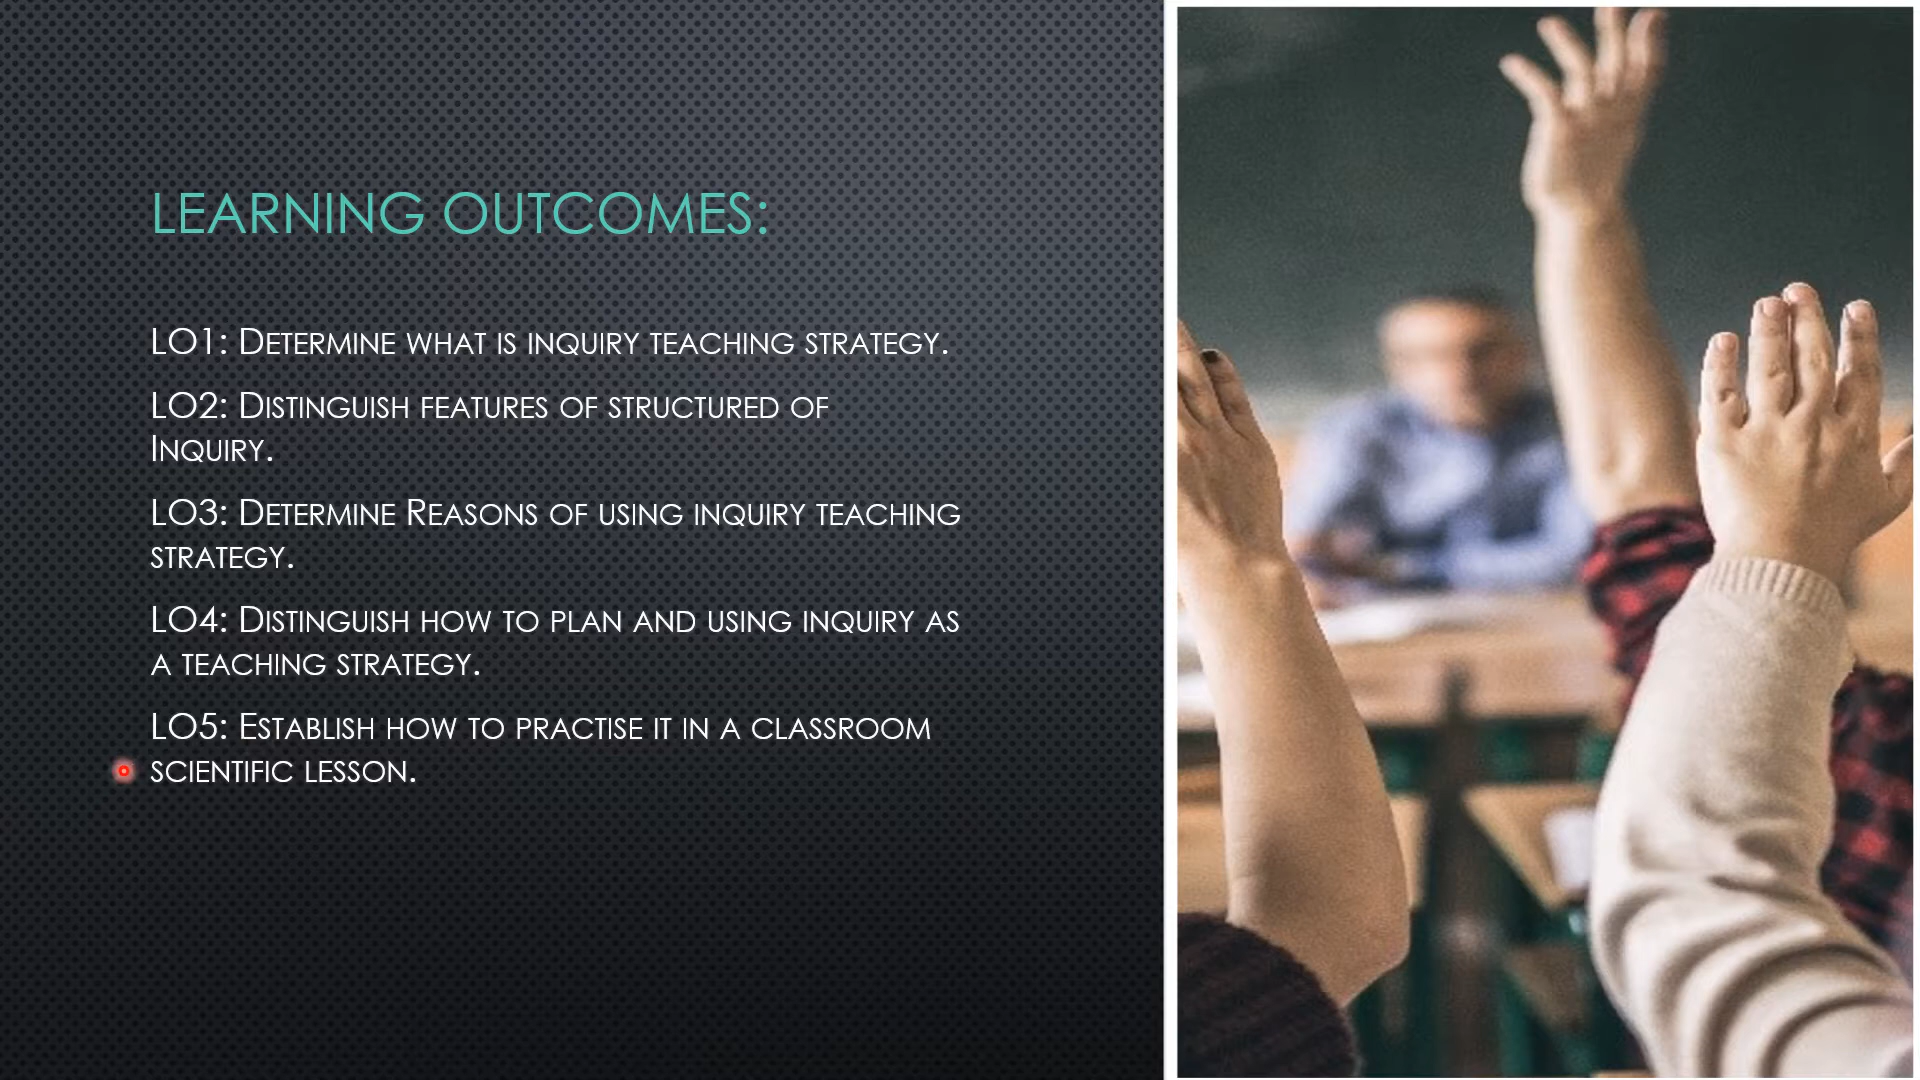 LEARNING OUTCOMES:
LO1: DETERMINE WHAT IS INQUIRY TEACHING STRATEGY.
LO2: DISTINGUISH FEATURES OF STRUCTURED OF
INQUIRY.
LO3: DETERMINE REASONS OF USING INQUIRY TEACHING
STRATEGY.
LO4: DISTINGUISH HOW TO PLAN AND USING INQUIRY AS
A TEACHING STRATEGY.
LO5: ESTABLISH HOW TO PRACTISE IT IN A CLASSROOM
SCIENTIFIC LESSON.